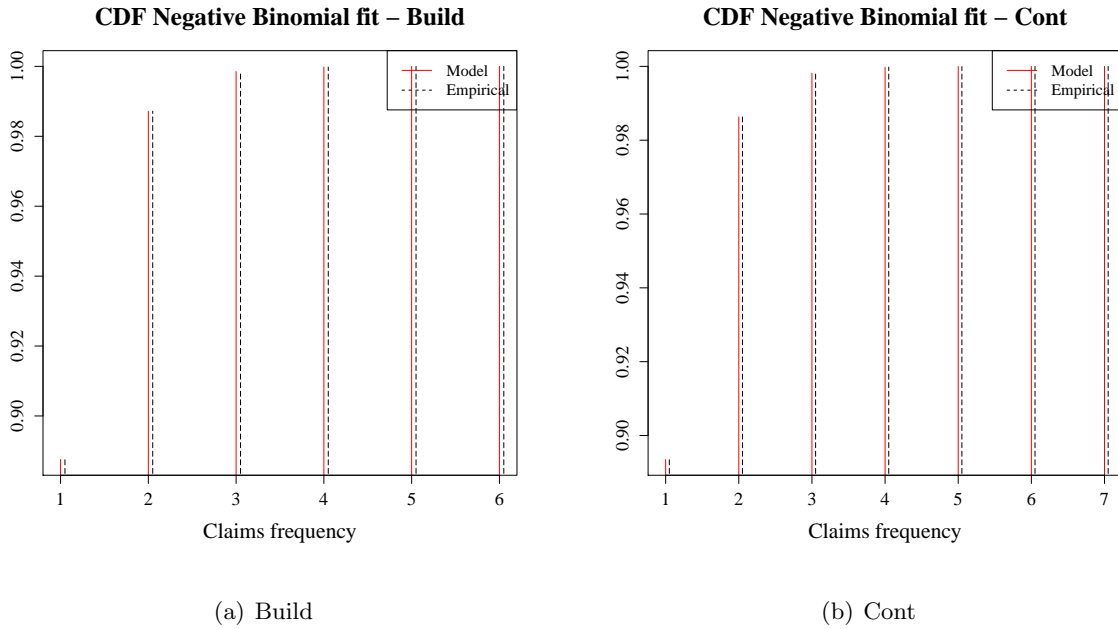 CDF Negative Binomial fit – Build
Model
Empirical
1.00
0.98
0.96
0.94
0.92
0.90
1 2 3 4 5 6
Claims frequency
(a) Build
CDF Negative Binomial fit – Cont
Model
Empirical
1.00
0.98
0.96
0.94
0.92
0.90
1 2 3 4 5 6 7
Claims frequency
(b) Cont